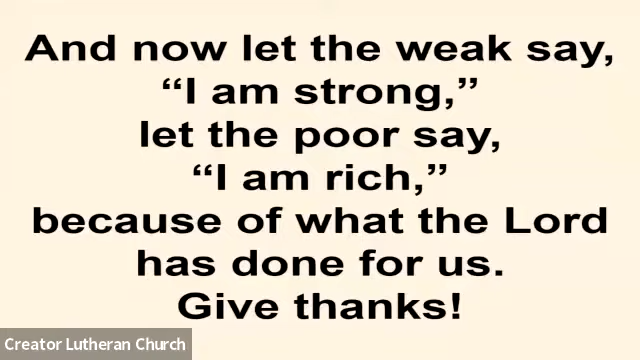 And now let the weak say,
“I am strong,”
let the poor say,
“I am rich,”
because of what the Lord
has done for us.
Give thanks!
Creator Lutheran Church